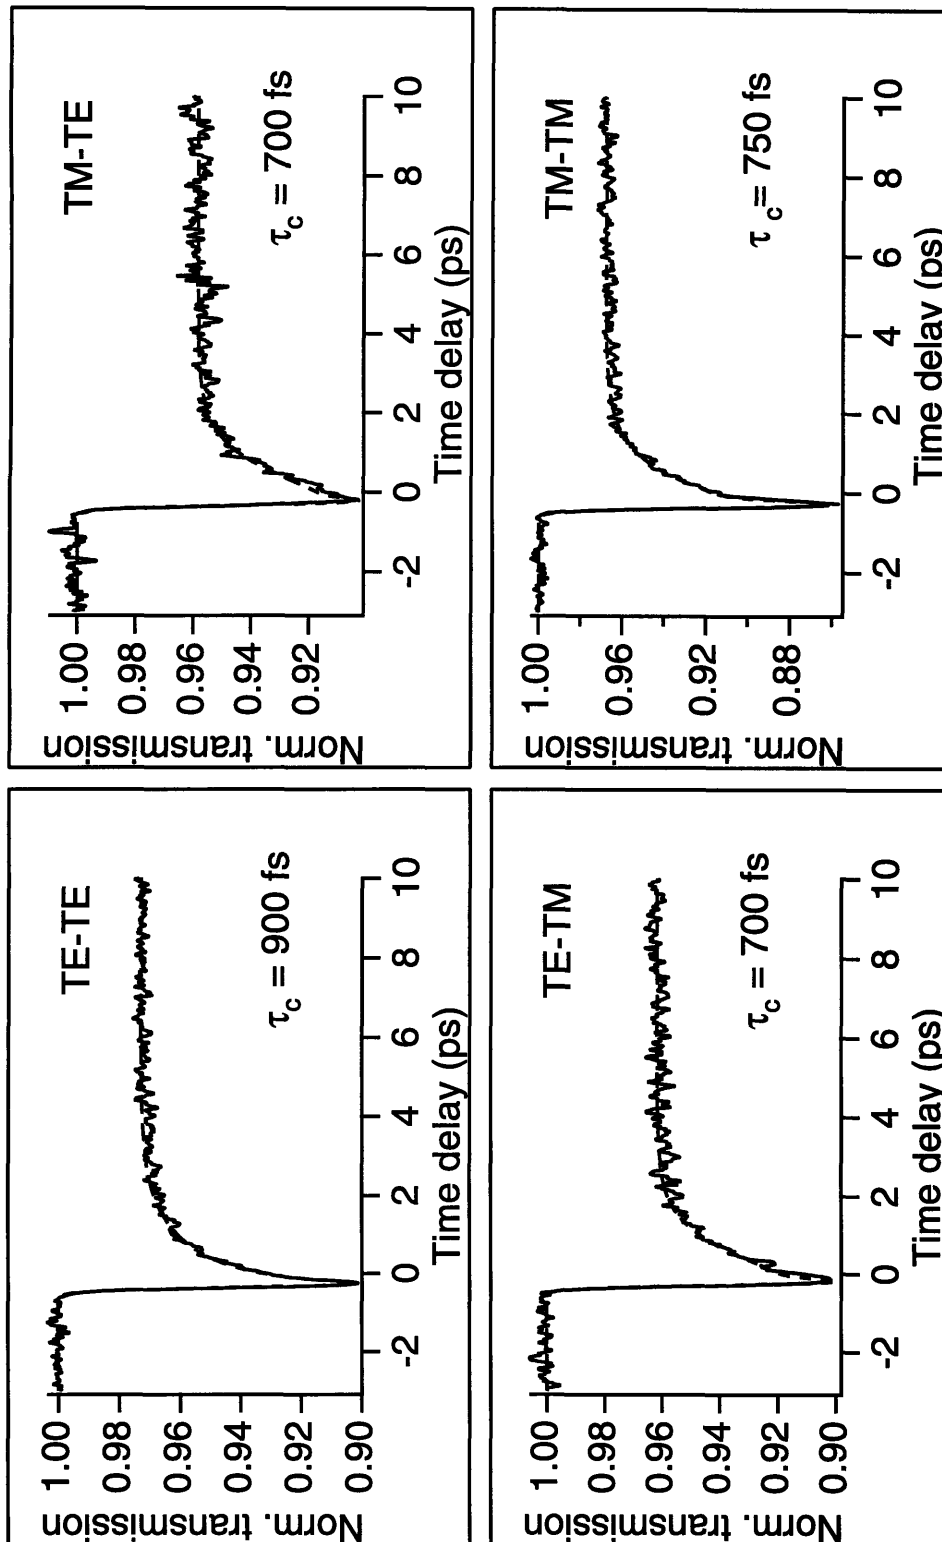 TE-TE
τc = 900 fs
Norm. transmission
1.00
0.98
0.96
0.94
0.92
0.90
-2 0 2 4 6 8 10
Time delay (ps)
TM-TE
τc = 700 fs
Norm. transmission
1.00
0.98
0.96
0.94
0.92
-2 0 2 4 6 8 10
Time delay (ps)
TE-TM
τc = 700 fs
Norm. transmission
1.00
0.98
0.96
0.94
0.92
0.90
-2 0 2 4 6 8 10
Time delay (ps)
TM-TM
τc = 750 fs
Norm. transmission
1.00
0.96
0.92
0.88
-2 0 2 4 6 8 10
Time delay (ps)